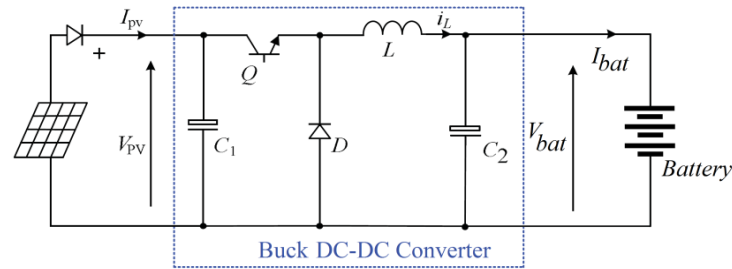 I_pv
i_L
+
Q
L
I_bat
V_PV
C_1
D
C_2
V_bat
Battery
Buck DC-DC Converter